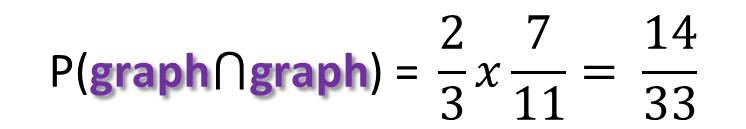 P(graph∩graph) = 2/3 x 7/11 = 14/33